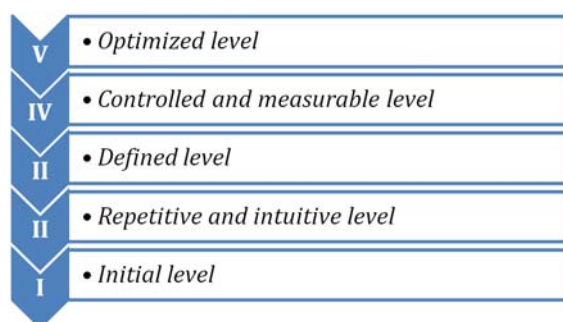 V • Optimized level
IV • Controlled and measurable level
II • Defined level
II • Repetitive and intuitive level
I • Initial level